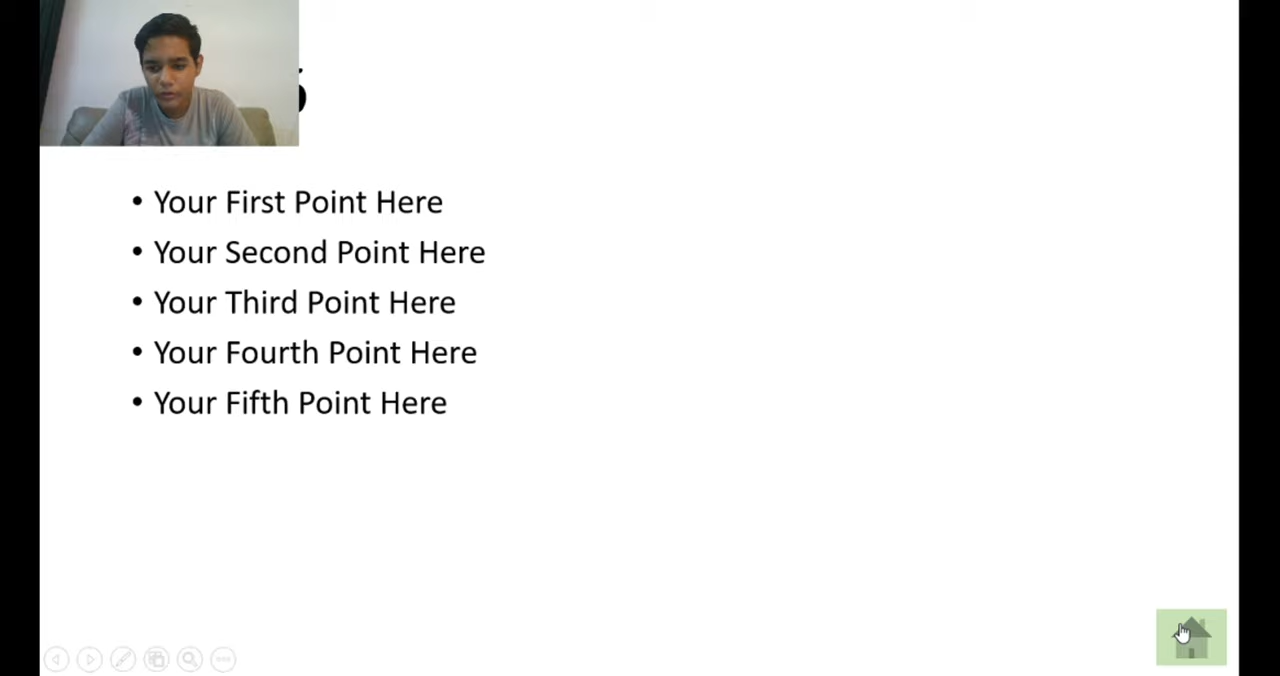 • Your First Point Here
• Your Second Point Here
• Your Third Point Here
• Your Fourth Point Here
• Your Fifth Point Here